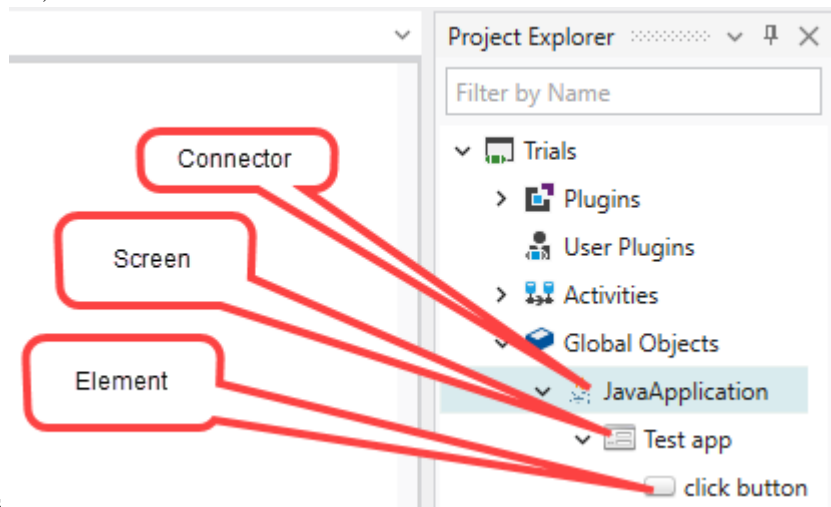 Project Explorer
Filter by Name
Trials
Connector
Plugins
User Plugins
Screen
Activities
Global Objects
Element
JavaApplication
Test app
click button